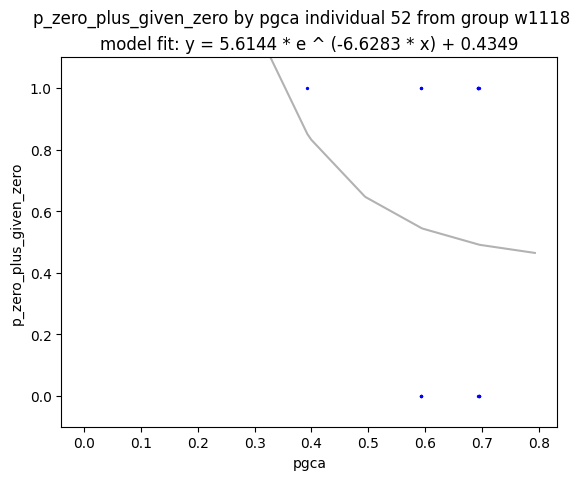 p_zero_plus_given_zero by pgca individual 52 from group w1118
model fit: y = 5.6144 * e ^ (-6.6283 * x) + 0.4349
1.0
0.8
0.6
0.4
0.2
0.0
p_zero_plus_given_zero
0.0 0.1 0.2 0.3 0.4 0.5 0.6 0.7 0.8
pgca